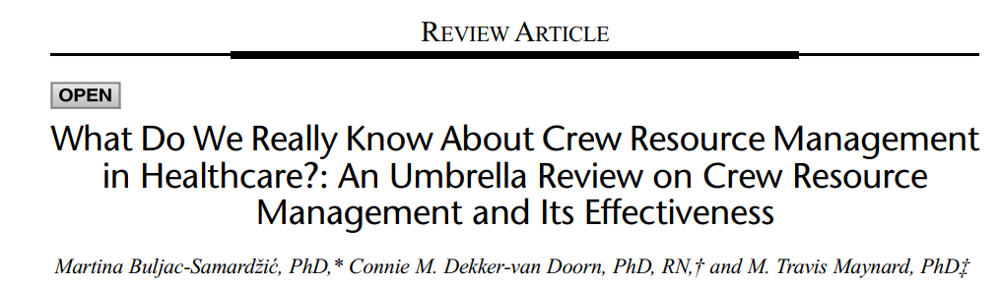 REVIEW ARTICLE
OPEN
What Do We Really Know About Crew Resource Management
in Healthcare?: An Umbrella Review on Crew Resource
Management and Its Effectiveness
Martina Buljac-Samardžić, PhD,* Connie M. Dekker-van Doorn, PhD, RN,† and M. Travis Maynard, PhD‡